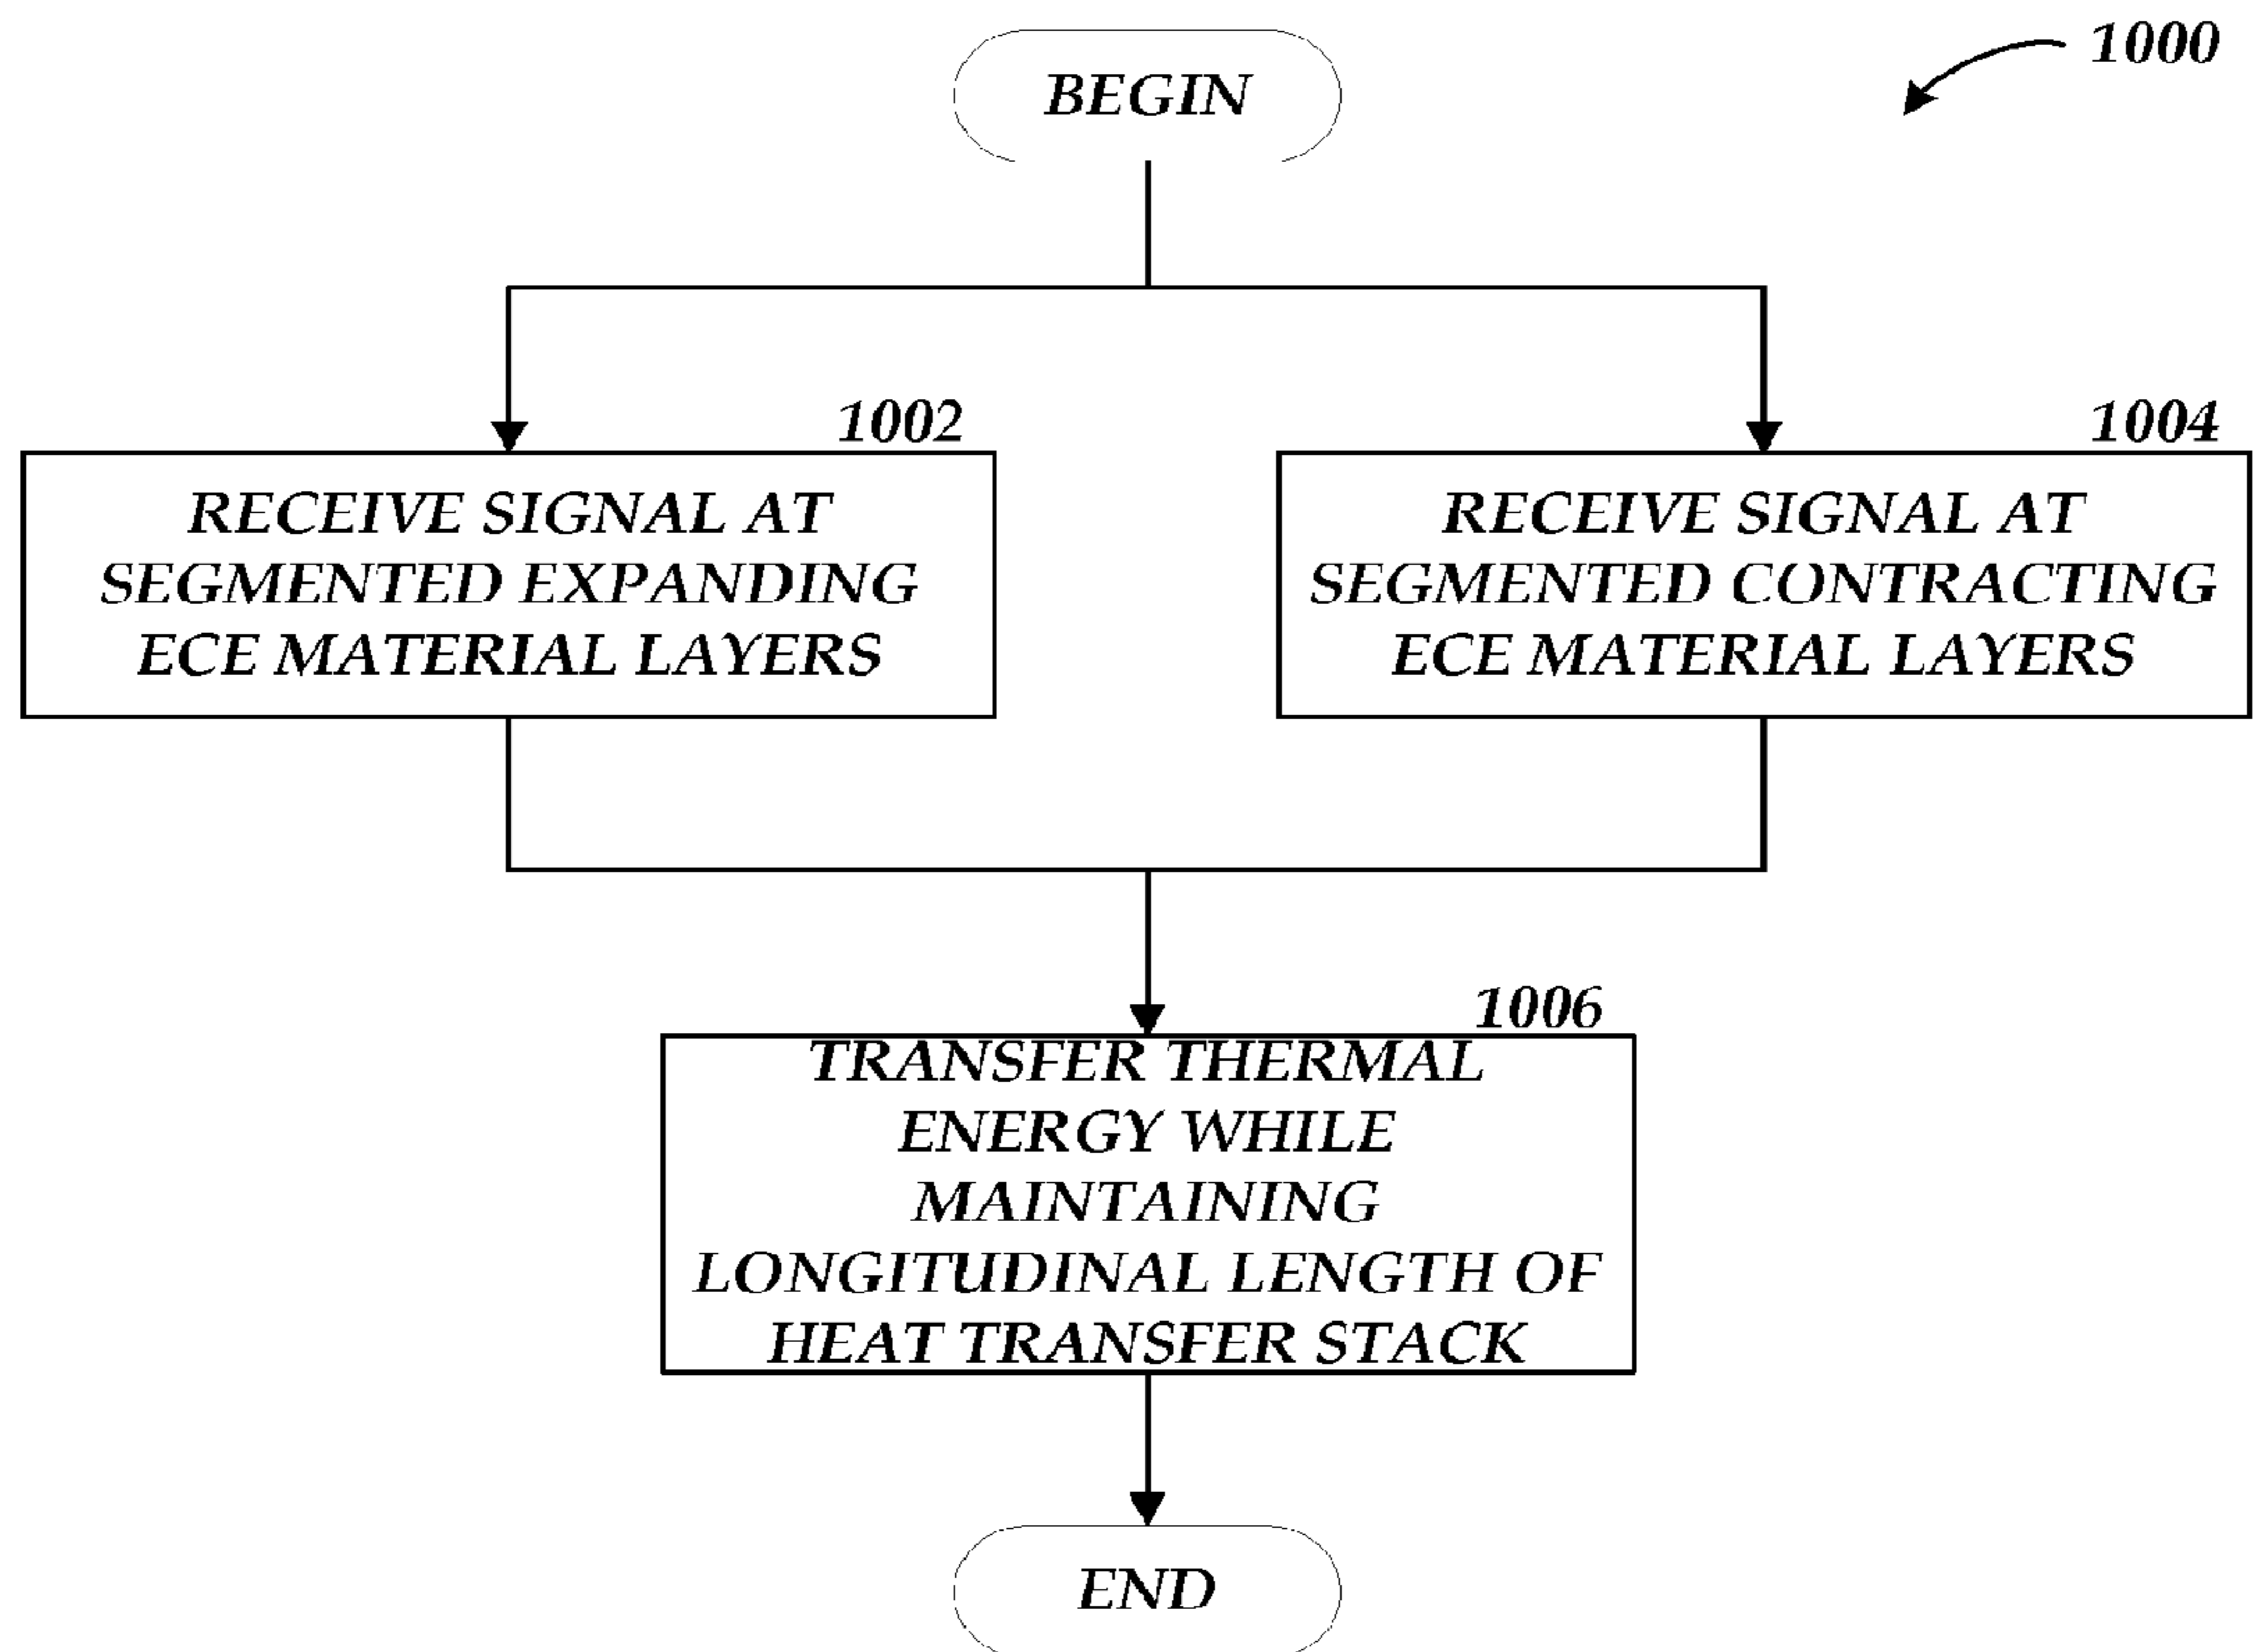 1000
BEGIN
1002
RECEIVE SIGNAL AT
SEGMENTED EXPANDING
ECE MATERIAL LAYERS
1004
RECEIVE SIGNAL AT
SEGMENTED CONTRACTING
ECE MATERIAL LAYERS
1006
TRANSFER THERMAL
ENERGY WHILE
MAINTAINING
LONGITUDINAL LENGTH OF
HEAT TRANSFER STACK
END